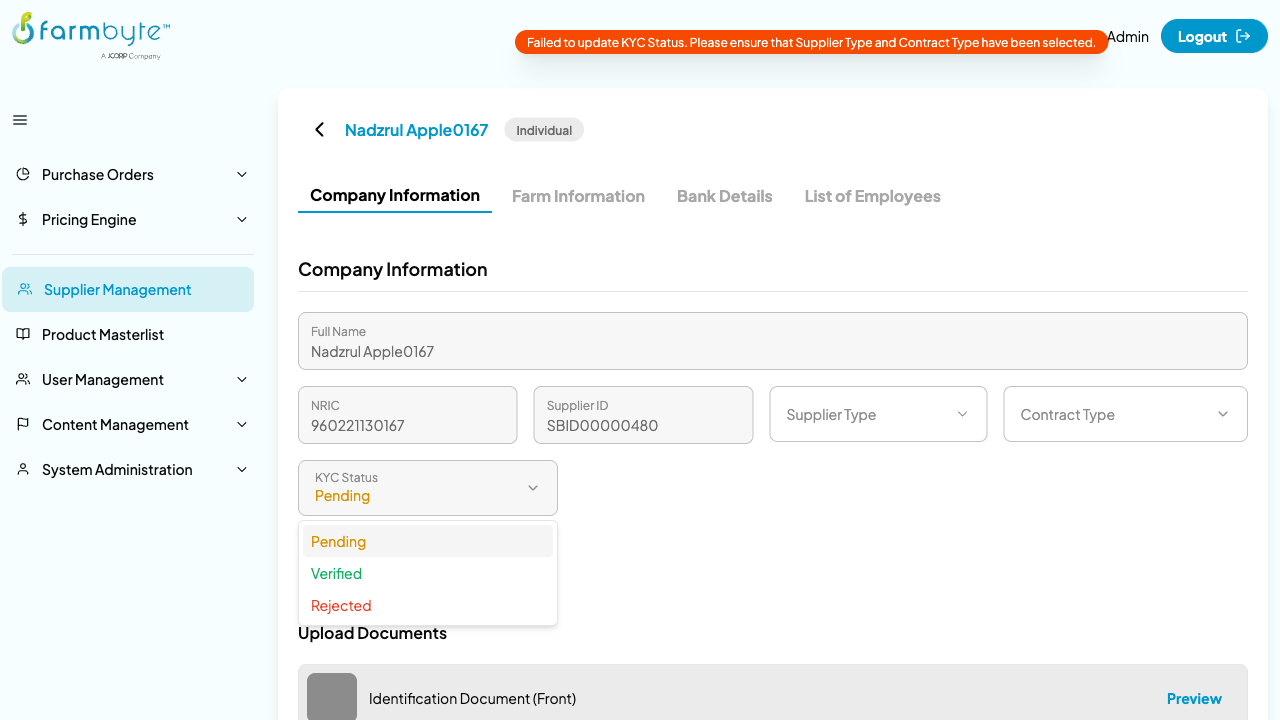 farmbyte™
A JCORP Company
Failed to update KYC Status. Please ensure that Supplier Type and Contract Type have been selected.
Admin
Logout
Nadzrul Apple0167
Individual
Purchase Orders
Pricing Engine
Supplier Management
Product Masterlist
User Management
Content Management
System Administration
Company Information
Farm Information
Bank Details
List of Employees
Company Information
Full Name
Nadzrul Apple0167
NRIC
960221130167
Supplier ID
SBID00000480
Supplier Type
Contract Type
KYC Status
Pending
Pending
Verified
Rejected
Upload Documents
Identification Document (Front)
Preview